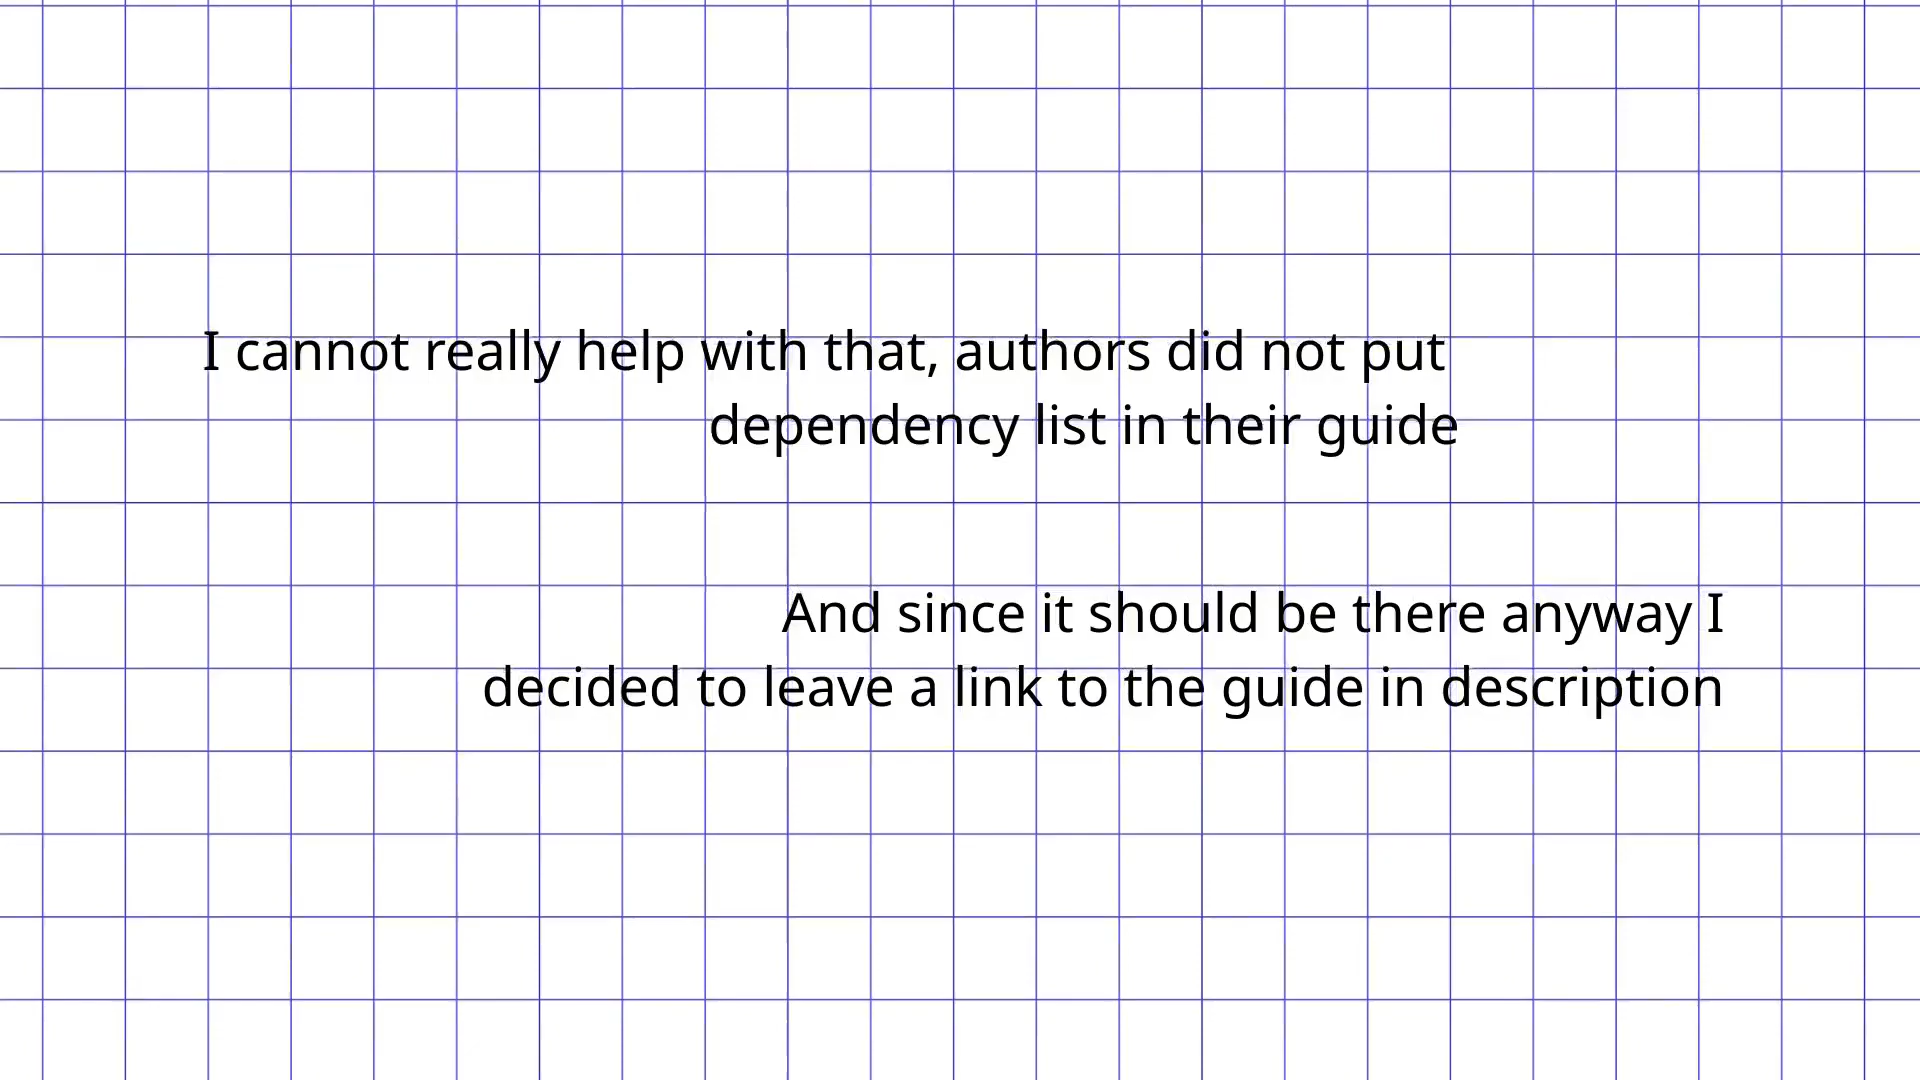 I cannot really help with that, authors did not put
dependency list in their guide
And since it should be there anyway I
decided to leave a link to the guide in description